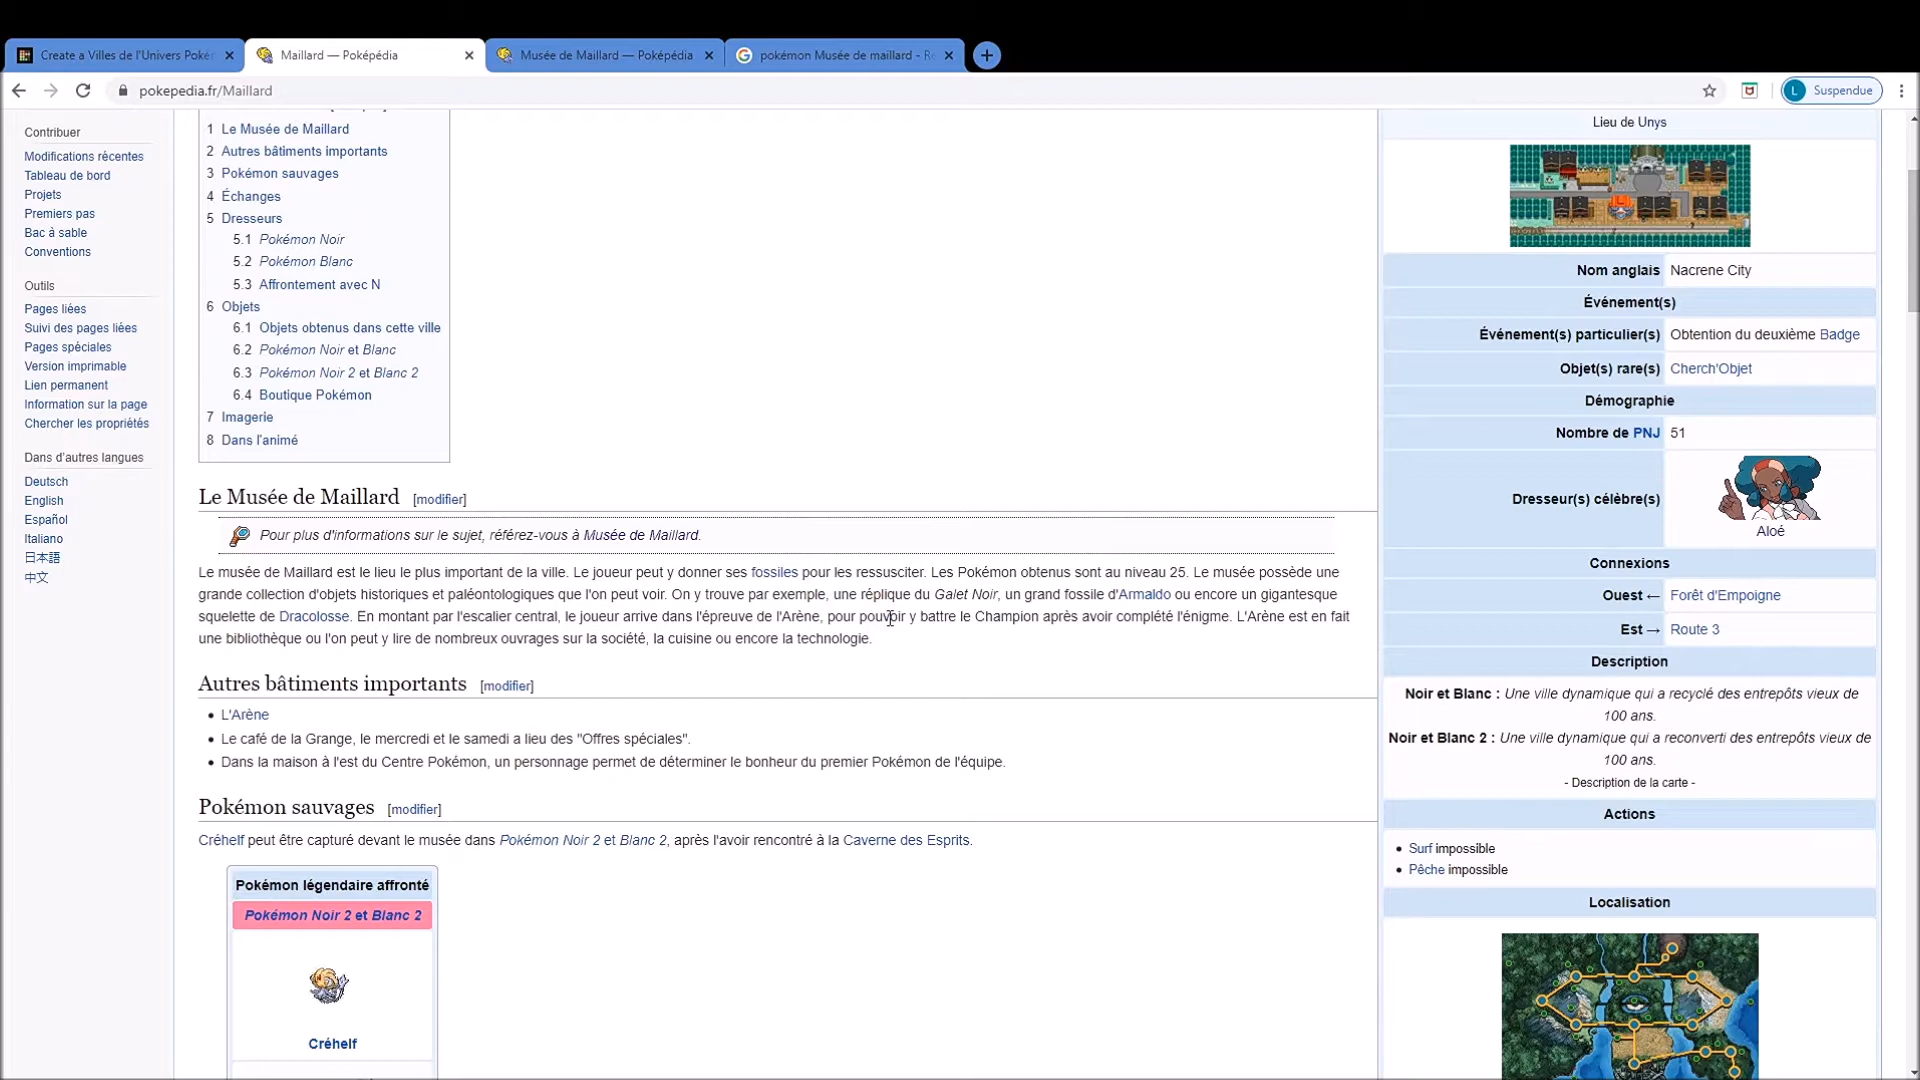 Create a Villes de l'Univers Pokém
Maillard — Poképédia
Musée de Maillard — Poképédia
pokémon Musée de maillard - Re
pokepedia.fr/Maillard
L Suspendue
Contribuer
Modifications récentes
Tableau de bord
Projets
Premiers pas
Bac à sable
Conventions
Outils
Pages liées
Suivi des pages liées
Pages spéciales
Version imprimable
Lien permanent
Information sur la page
Chercher les propriétés
Dans d'autres langues
Deutsch
English
Español
Italiano
日本語
中文
1 Le Musée de Maillard
2 Autres bâtiments importants
3 Pokémon sauvages
4 Échanges
5 Dresseurs
5.1 Pokémon Noir
5.2 Pokémon Blanc
5.3 Affrontement avec N
6 Objets
6.1 Objets obtenus dans cette ville
6.2 Pokémon Noir et Blanc
6.3 Pokémon Noir 2 et Blanc 2
6.4 Boutique Pokémon
7 Imagerie
8 Dans l'animé
Le Musée de Maillard [modifier]
Pour plus d'informations sur le sujet, référez-vous à Musée de Maillard.
Le musée de Maillard est le lieu le plus important de la ville. Le joueur peut y donner ses fossiles pour les ressusciter. Les Pokémon obtenus sont au niveau 25. Le musée possède une
grande collection d'objets historiques et paléontologiques que l'on peut voir. On y trouve par exemple, une réplique du Galet Noir, un grand fossile d'Armaldo ou encore un gigantesque
squelette de Dracolosse. En montant par l'escalier central, le joueur arrive dans l'épreuve de l'Arène, pour pouvoir y battre le Champion après avoir complété l'énigme. L'Arène est en fait
une bibliothèque ou l'on peut y lire de nombreux ouvrages sur la société, la cuisine ou encore la technologie.
Autres bâtiments importants [modifier]
L'Arène
Le café de la Grange, le mercredi et le samedi a lieu des "Offres spéciales".
Dans la maison à l'est du Centre Pokémon, un personnage permet de déterminer le bonheur du premier Pokémon de l'équipe.
Pokémon sauvages [modifier]
Créhelf peut être capturé devant le musée dans Pokémon Noir 2 et Blanc 2, après l'avoir rencontré à la Caverne des Esprits.
Pokémon légendaire affronté
Pokémon Noir 2 et Blanc 2
Créhelf
Lieu de Unys
Nom anglais Nacrene City
Événement(s)
Événement(s) particulier(s) Obtention du deuxième Badge
Objet(s) rare(s) Cherch'Objet
Démographie
Nombre de PNJ 51
Dresseur(s) célèbre(s)
Aloé
Connexions
Ouest ← Forêt d'Empoigne
Est → Route 3
Description
Noir et Blanc : Une ville dynamique qui a recyclé des entrepôts vieux de
100 ans.
Noir et Blanc 2 : Une ville dynamique qui a reconverti des entrepôts vieux de
100 ans.
- Description de la carte -
Actions
Surf impossible
Pêche impossible
Localisation